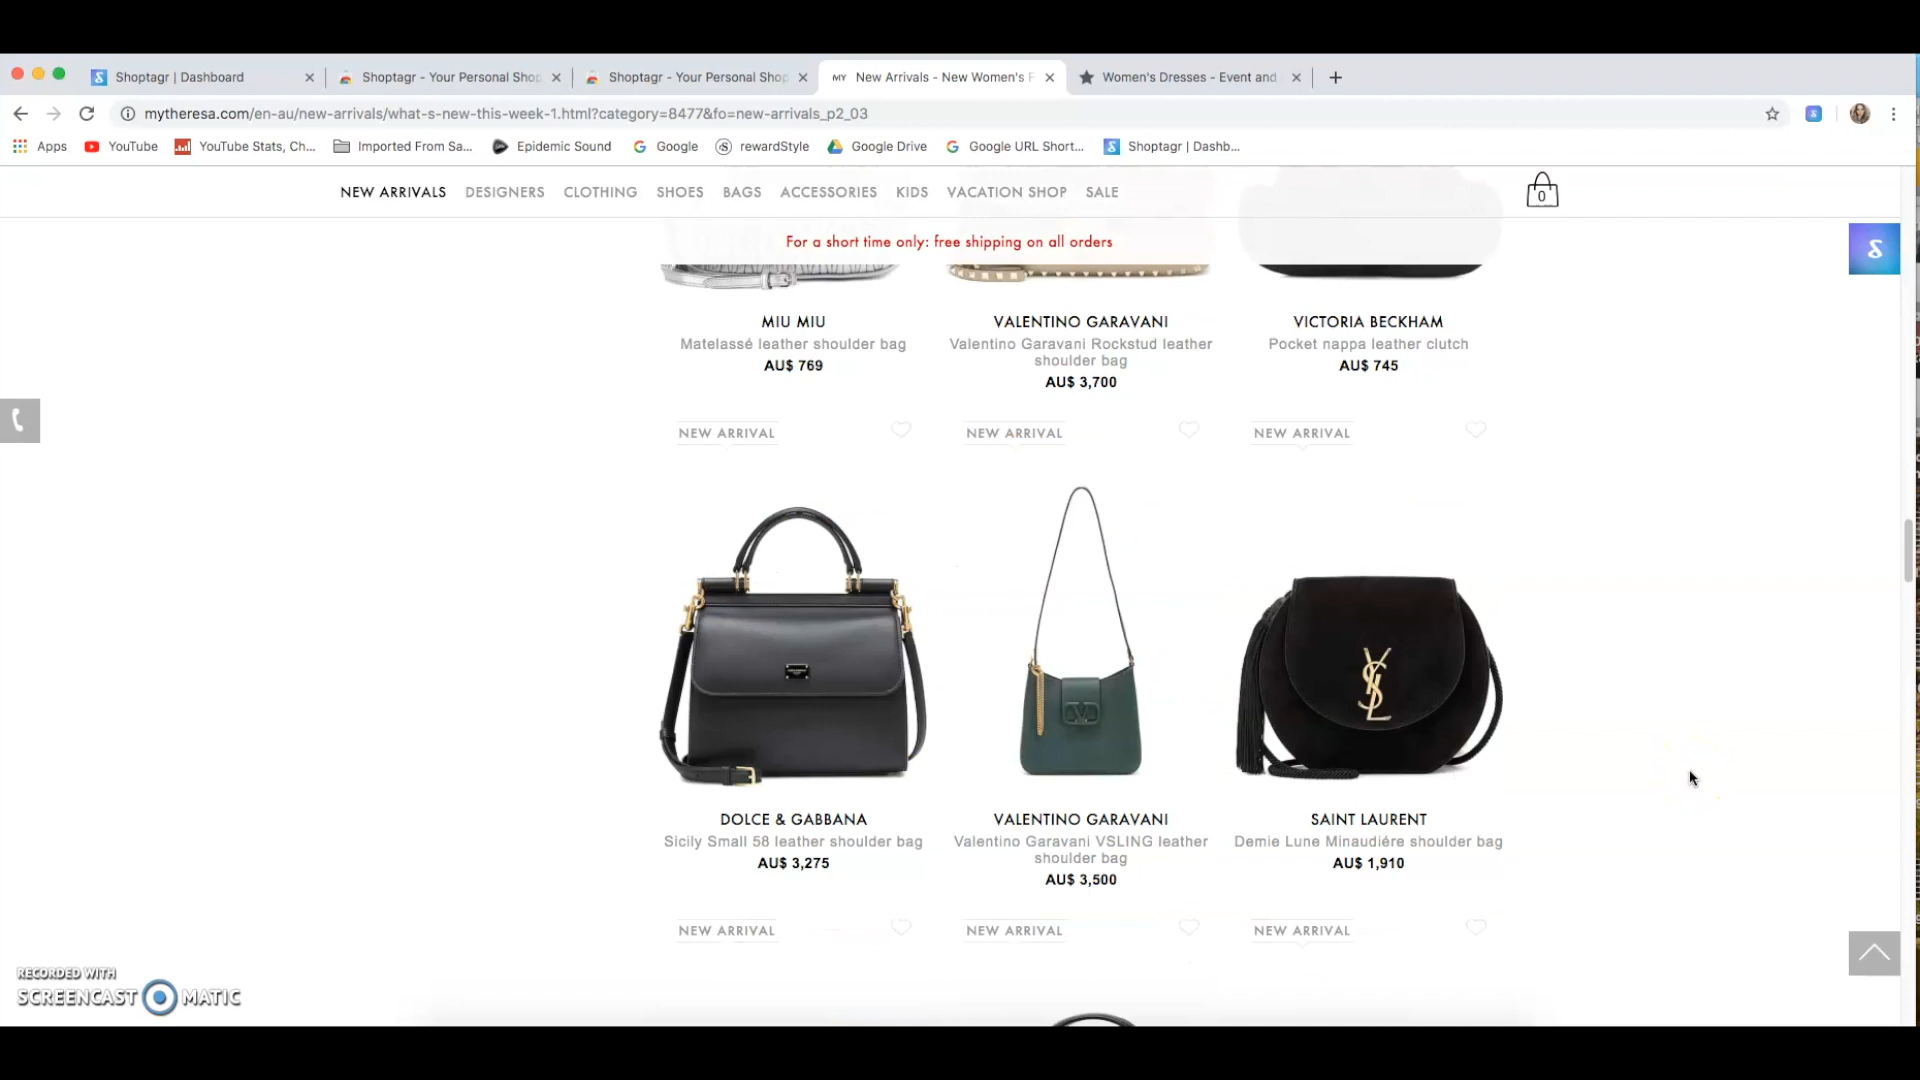 Shoptagr | Dashboard
Shoptagr - Your Personal Shop
Shoptagr - Your Personal Shop
MY New Arrivals - New Women's F
Women's Dresses - Event and
mytheresa.com/en-au/new-arrivals/what-s-new-this-week-1.html?category=8477&fo=new-arrivals_p2_03
Apps
YouTube
YouTube Stats, Ch...
Imported From Sa...
Epidemic Sound
Google
rewardStyle
Google Drive
Google URL Short...
Shoptagr | Dashb...
NEW ARRIVALS DESIGNERS CLOTHING SHOES BAGS ACCESSORIES KIDS VACATION SHOP SALE
0
For a short time only: free shipping on all orders
MIU MIU
Matelassé leather shoulder bag
AU$ 769
VALENTINO GARAVANI
Valentino Garavani Rockstud leather
shoulder bag
AU$ 3,700
VICTORIA BECKHAM
Pocket nappa leather clutch
AU$ 745
NEW ARRIVAL
NEW ARRIVAL
NEW ARRIVAL
YSL
DOLCE & GABBANA
Sicily Small 58 leather shoulder bag
AU$ 3,275
VALENTINO GARAVANI
Valentino Garavani VSLING leather
shoulder bag
AU$ 3,500
SAINT LAURENT
Demie Lune Minaudiére shoulder bag
AU$ 1,910
NEW ARRIVAL
NEW ARRIVAL
NEW ARRIVAL
RECORDED WITH
SCREENCAST MATIC